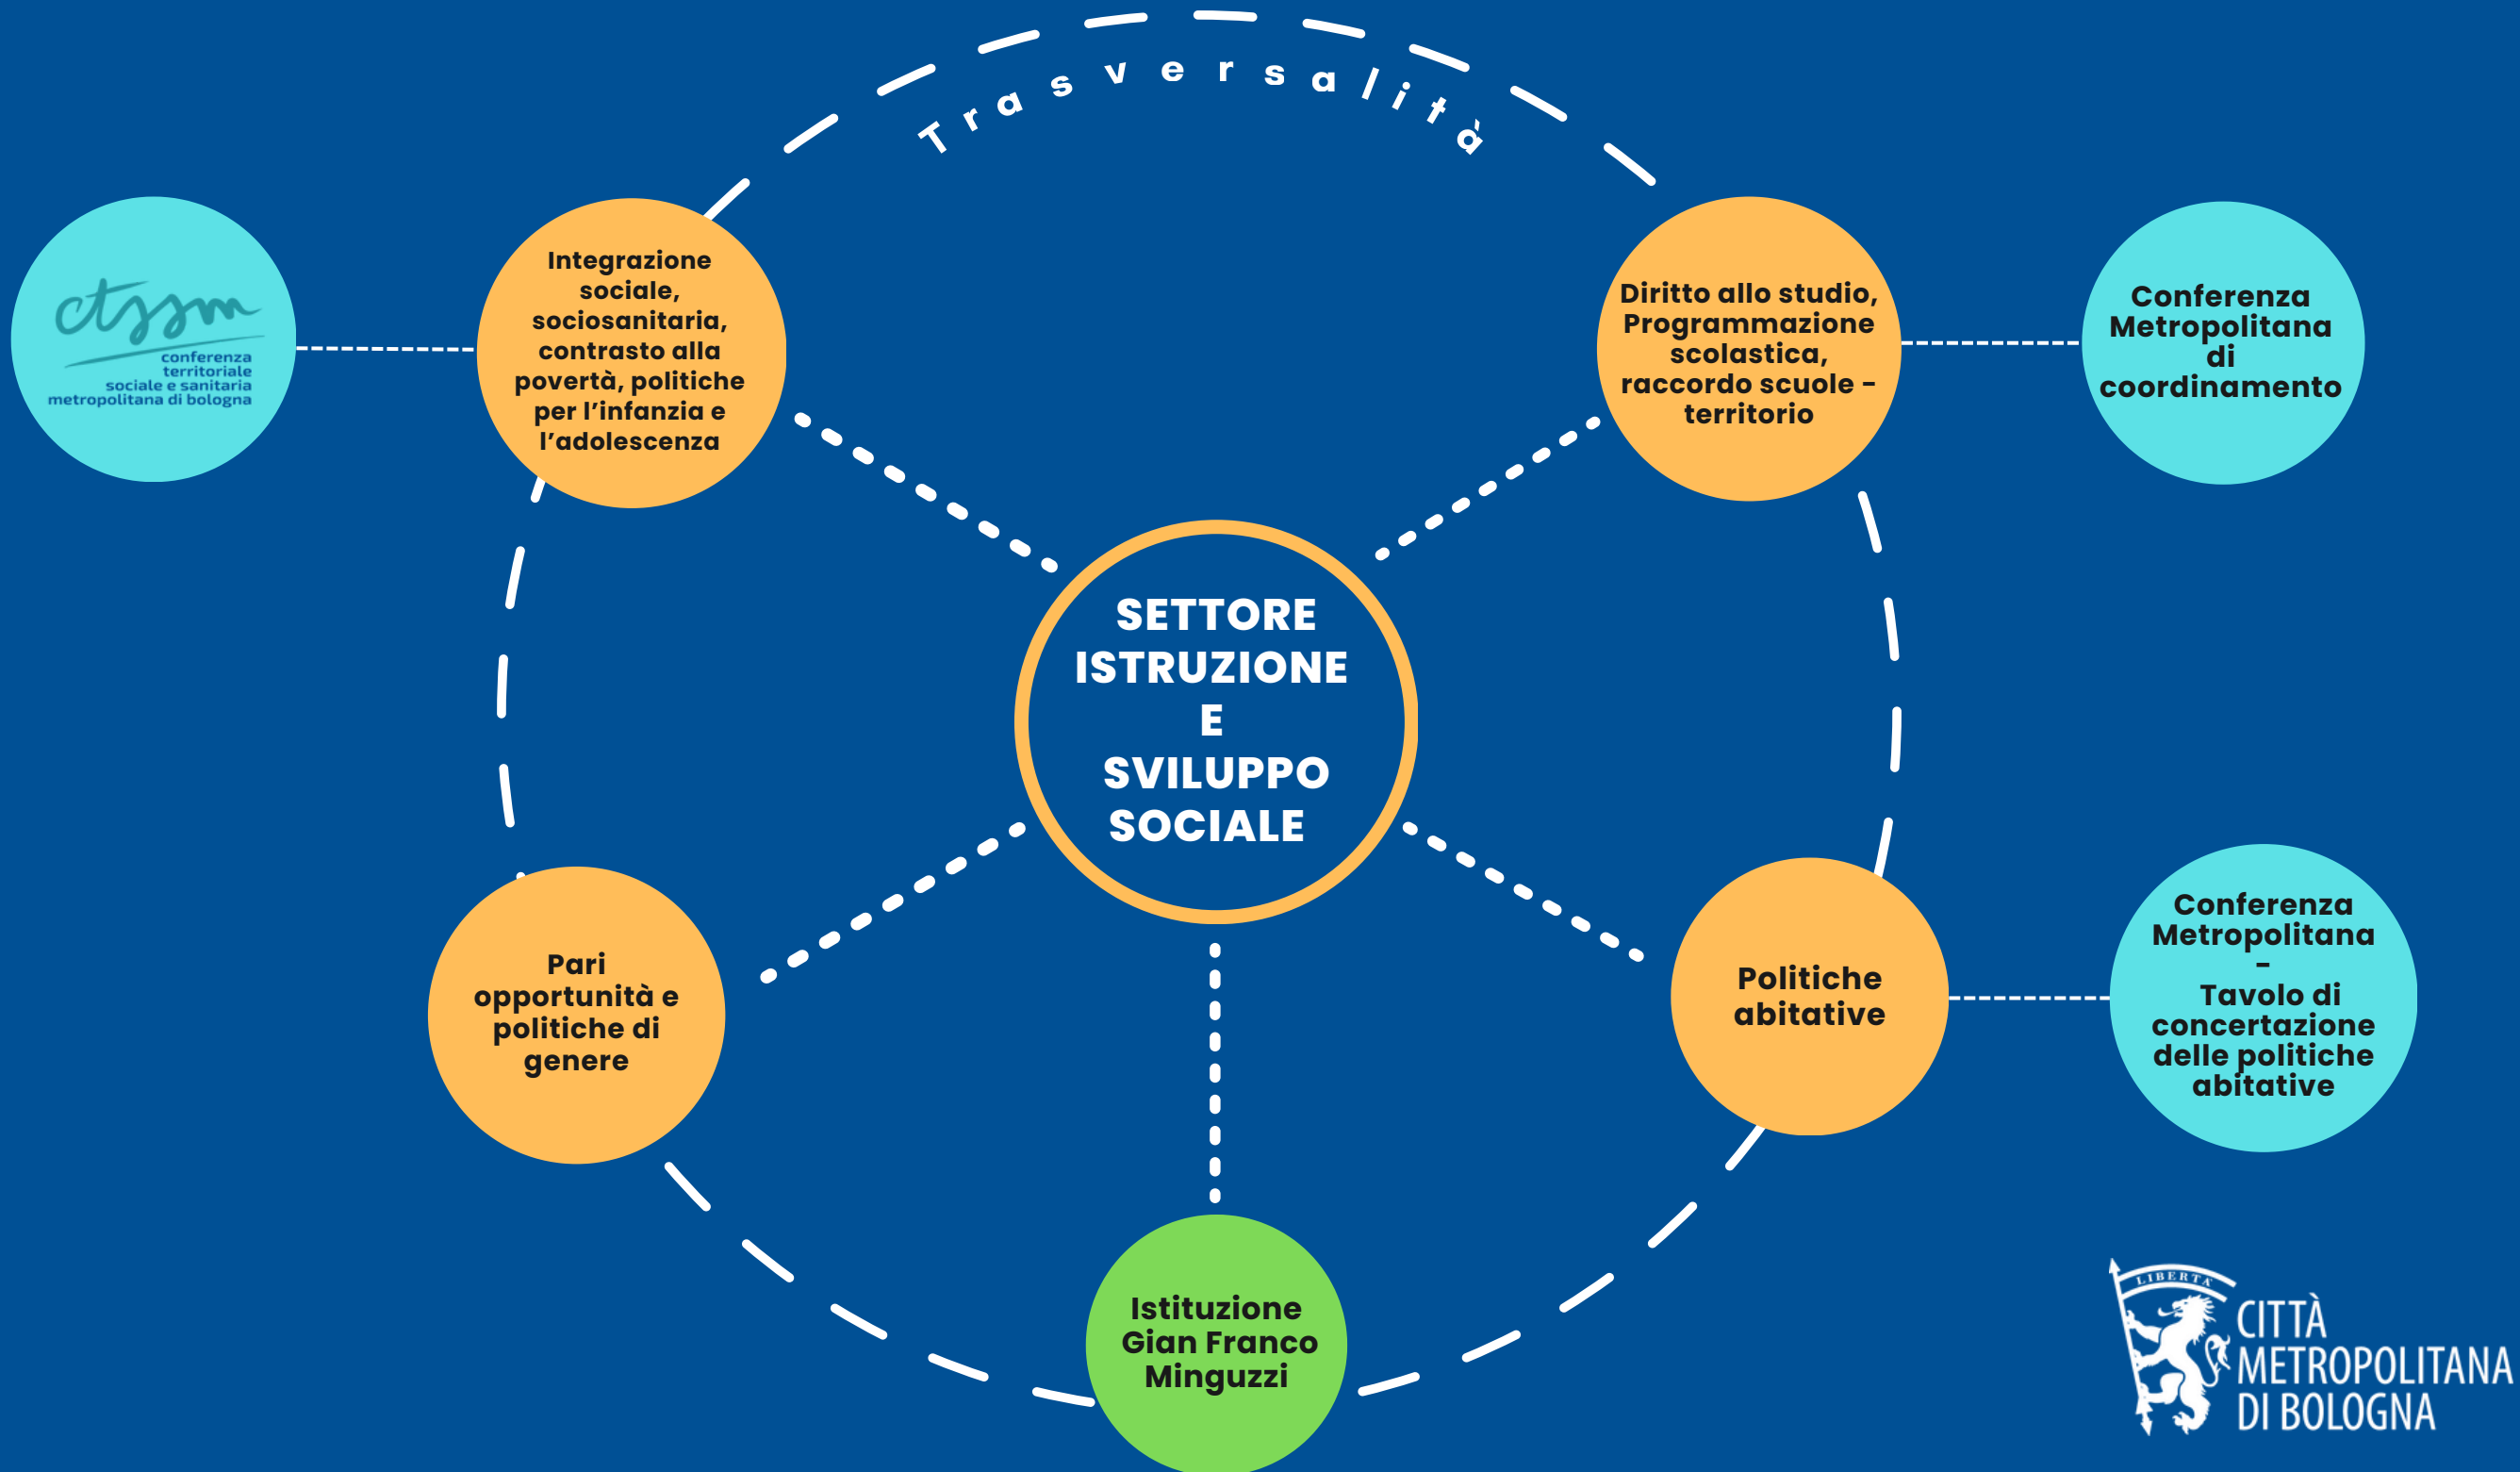 Trasversalità
ctssm
conferenza
territoriale
sociale e sanitaria
metropolitana di bologna
Integrazione
sociale,
sociosanitaria,
contrasto alla
povertà, politiche
per l'infanzia e
l'adolescenza
Diritto allo studio,
Programmazione
scolastica,
raccordo scuole -
territorio
Conferenza
Metropolitana
di
coordinamento
SETTORE
ISTRUZIONE
E
SVILUPPO
SOCIALE
Pari
opportunità e
politiche di
genere
Politiche
abitative
Conferenza
Metropolitana
-
Tavolo di
concertazione
delle politiche
abitative
Istituzione
Gian Franco
Minguzzi
LIBERTA'
CITTÀ
METROPOLITANA
DI BOLOGNA